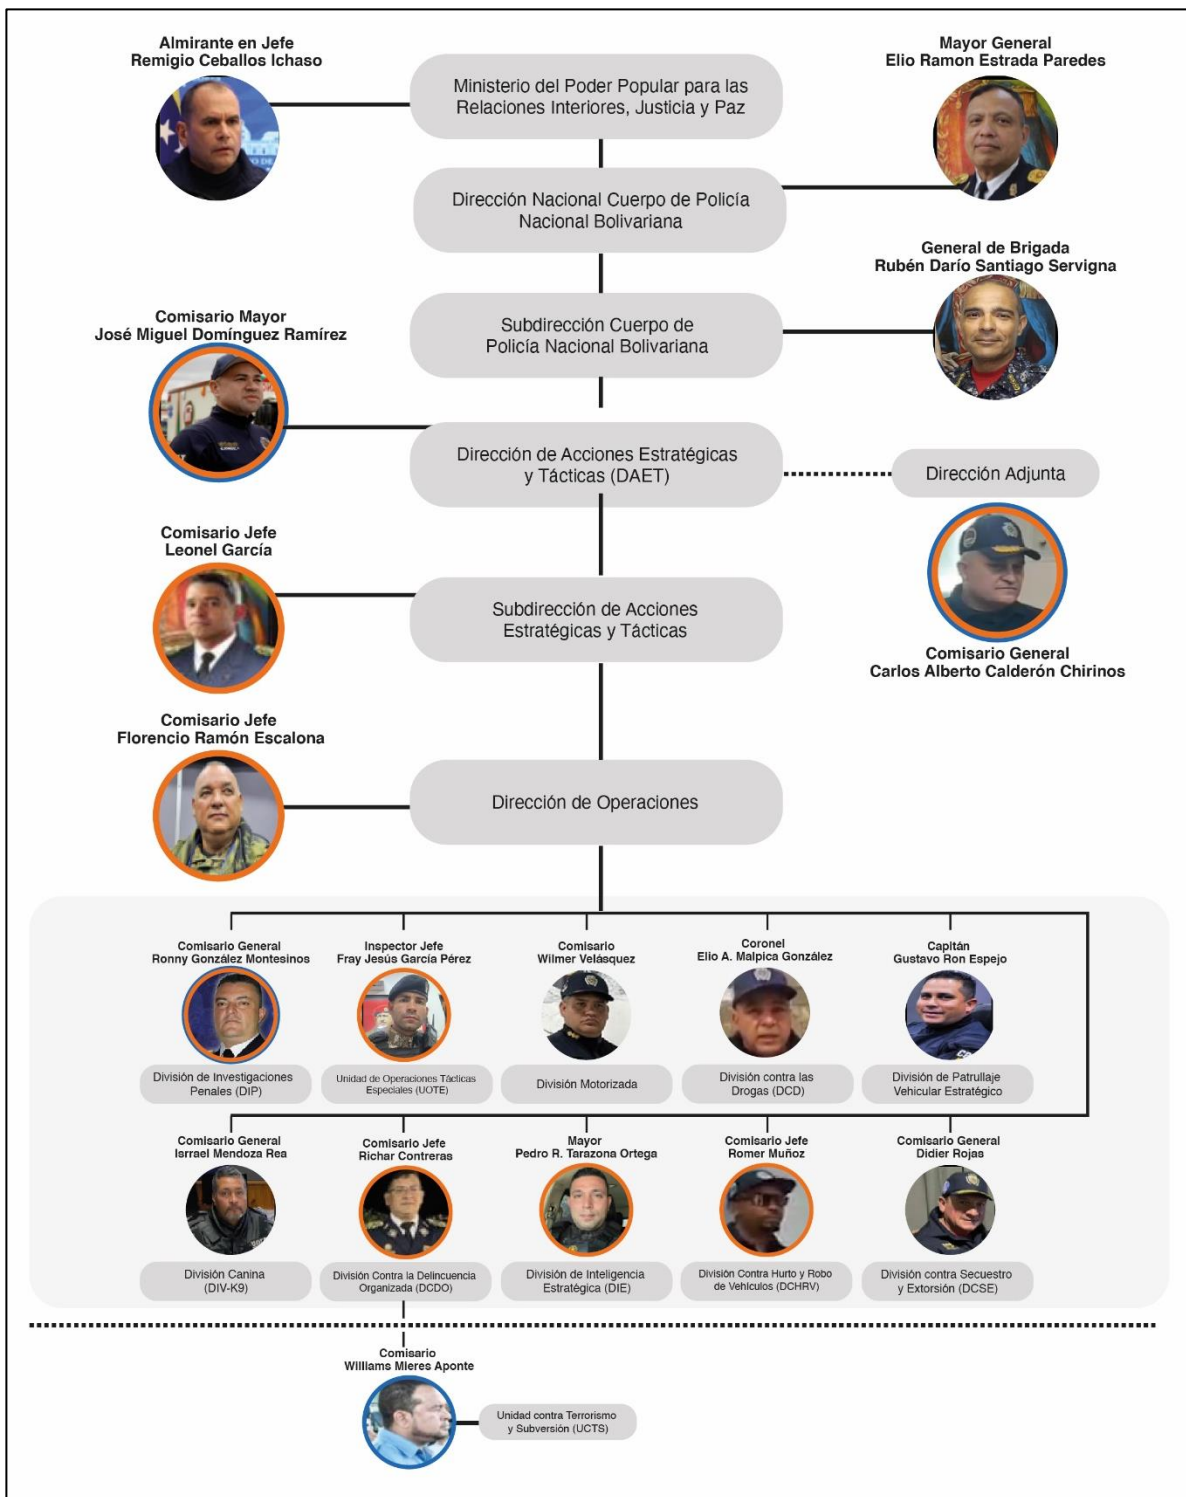 Almirante en Jefe
Remigio Ceballos Ichaso
Mayor General
Elio Ramon Estrada Paredes
Ministerio del Poder Popular para las
Relaciones Interiores, Justicia y Paz
Dirección Nacional Cuerpo de Policía
Nacional Bolivariana
General de Brigada
Rubén Darío Santiago Servigna
Subdirección Cuerpo de
Policía Nacional Bolivariana
Comisario Mayor
José Miguel Domínguez Ramírez
Dirección de Acciones Estratégicas
y Tácticas (DAET)
Dirección Adjunta
Comisario General
Carlos Alberto Calderón Chirinos
Comisario Jefe
Leonel García
Subdirección de Acciones
Estratégicas y Tácticas
Comisario Jefe
Florencio Ramón Escalona
Dirección de Operaciones
Comisario General
Ronny González Montesinos
División de Investigaciones
Penales (DIP)
Inspector Jefe
Fray Jesús García Pérez
Unidad de Operaciones Tácticas
Especiales (UOTE)
Comisario
Wilmer Velásquez
División Motorizada
Coronel
Elio A. Malpica González
División contra las
Drogas (DCD)
Capitán
Gustavo Ron Espejo
División de Patrullaje
Vehicular Estratégico
Comisario General
Isrrael Mendoza Rea
División Canina
(DIV-K9)
Comisario Jefe
Richar Contreras
División Contra la Delincuencia
Organizada (DCDO)
Mayor
Pedro R. Tarazona Ortega
División de Inteligencia
Estratégica (DIE)
Comisario Jefe
Romer Muñoz
División Contra Hurto y Robo
de Vehículos (DCHRV)
Comisario General
Didier Rojas
División contra Secuestro
y Extorsión (DCSE)
Comisario
Williams Mieres Aponte
Unidad contra Terrorismo
y Subversión (UCTS)